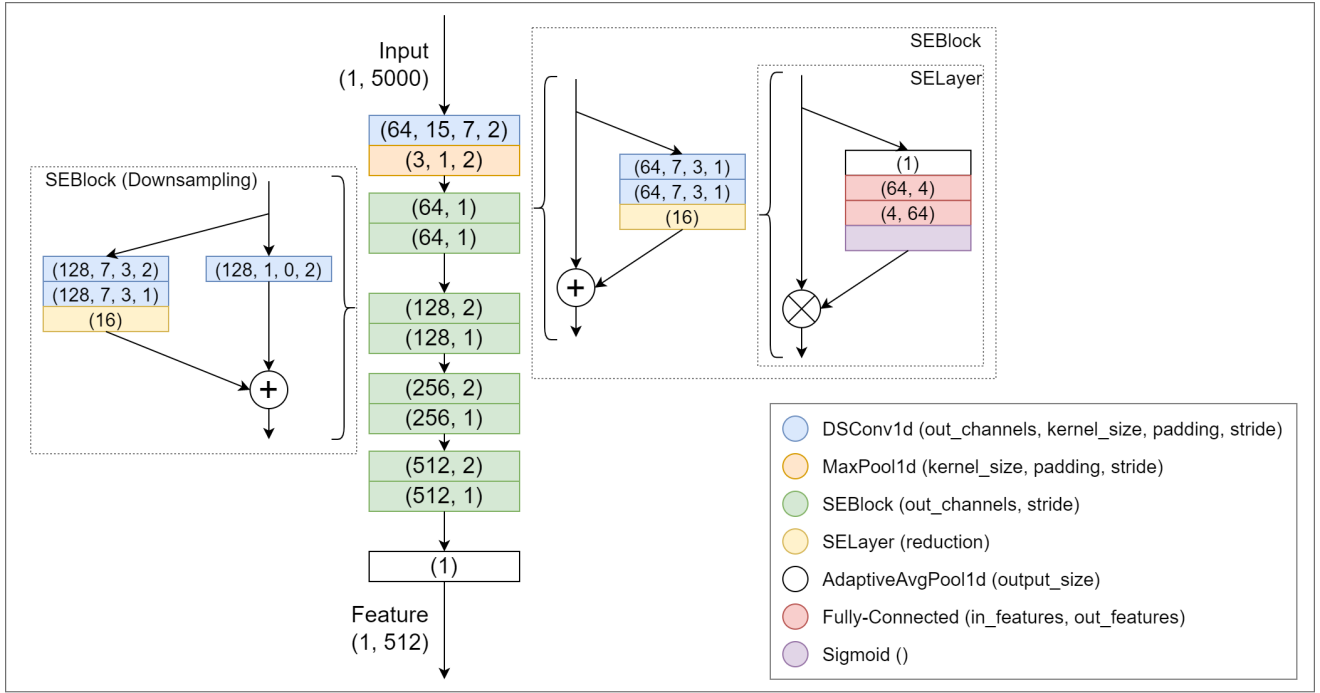 Input
(1, 5000)
(64, 15, 7, 2)
(3, 1, 2)
(64, 1)
(64, 1)
(128, 2)
(128, 1)
(256, 2)
(256, 1)
(512, 2)
(512, 1)
(1)
Feature
(1, 512)
SEBlock (Downsampling)
(128, 7, 3, 2)
(128, 7, 3, 1)
(16)
(128, 1, 0, 2)
+
SEBlock
(64, 7, 3, 1)
(64, 7, 3, 1)
(16)
+
SELayer
(1)
(64, 4)
(4, 64)
DSConv1d (out_channels, kernel_size, padding, stride)
MaxPool1d (kernel_size, padding, stride)
SEBlock (out_channels, stride)
SELayer (reduction)
AdaptiveAvgPool1d (output_size)
Fully-Connected (in_features, out_features)
Sigmoid ()